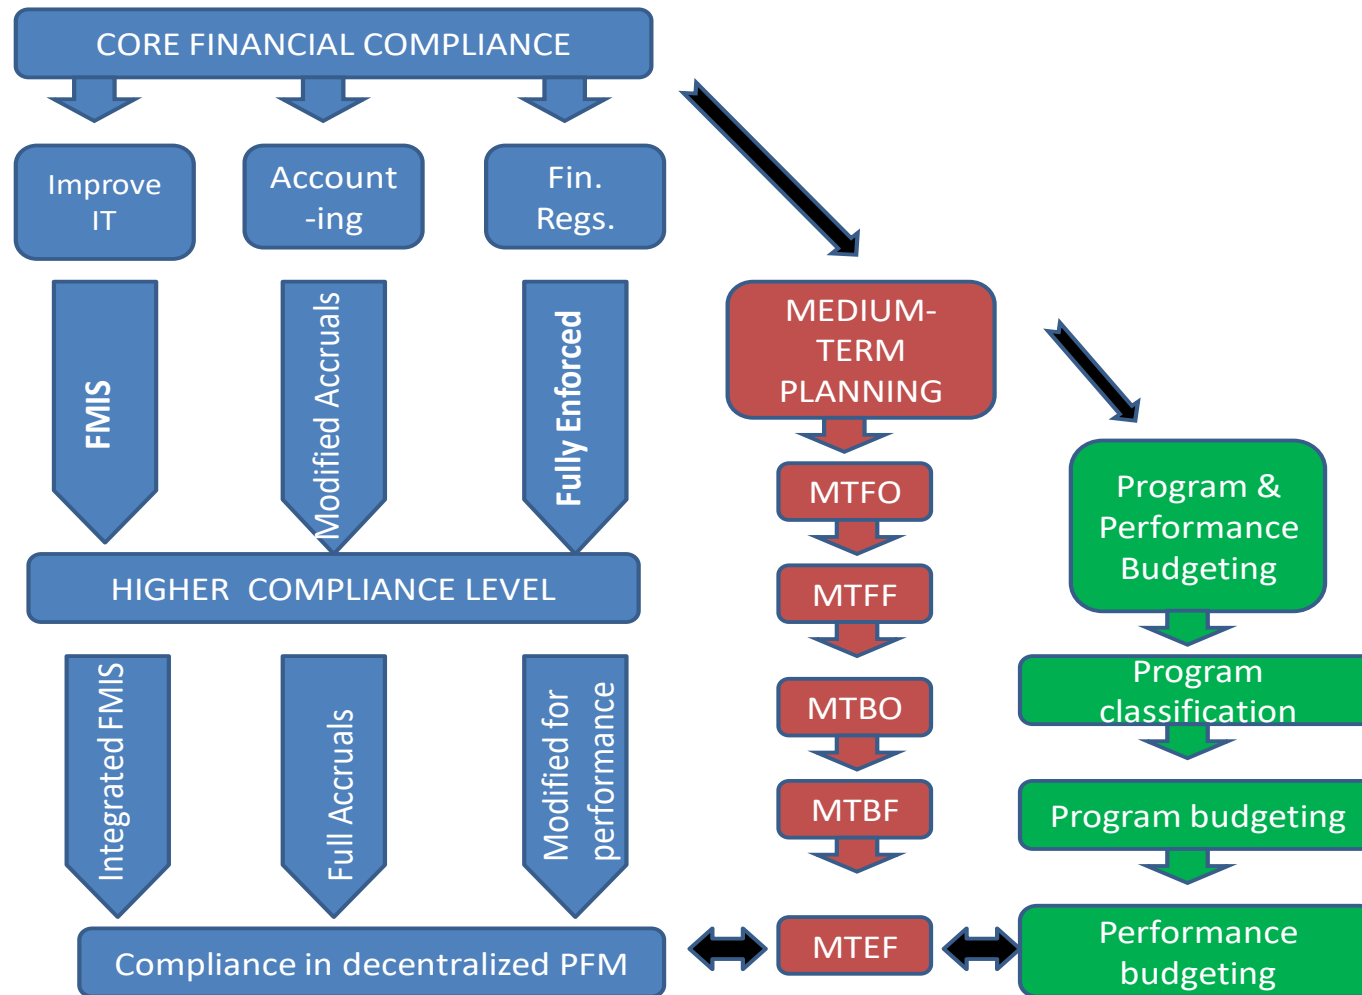 CORE FINANCIAL COMPLIANCE
Improve
IT
Account
-ing
Fin.
Regs.
FMIS
Modified Accruals
Fully Enforced
HIGHER  COMPLIANCE LEVEL
Integrated FMIS
Full Accruals
Modified for
performance
Compliance in decentralized PFM
MEDIUM-
TERM
PLANNING
MTFO
MTFF
MTBO
MTBF
MTEF
Program &
Performance
Budgeting
Program
classification
Program budgeting
Performance
budgeting